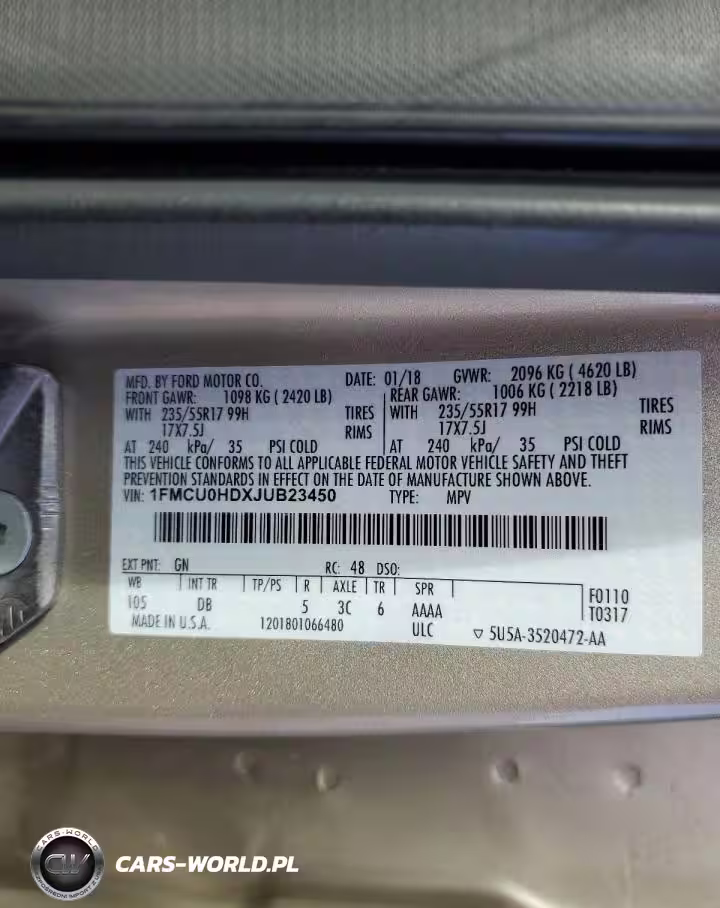 MFD. BY FORD MOTOR CO. DATE: 01/18 GVWR: 2096 KG (4620 LB)
FRONT GAWR: 1098 KG (2420 LB) REAR GAWR: 1006 KG (2218 LB)
WITH 235/55R17 99H TIRES WITH 235/55R17 99H TIRES
17X7.5J RIMS 17X7.5J RIMS
AT 240 kPa/ 35 PSI COLD AT 240 kPa/ 35 PSI COLD
THIS VEHICLE CONFORMS TO ALL APPLICABLE FEDERAL MOTOR VEHICLE SAFETY AND THEFT
PREVENTION STANDARDS IN EFFECT ON THE DATE OF MANUFACTURE SHOWN ABOVE.
VIN: 1FMCU0HDXJUB23450 TYPE: MPV
EXT PNT: GN RC: 48 DSO:
WB INT TR TP/PS R AXLE TR SPR F0110
105 DB 5 3C 6 AAAA T0317
MADE IN U.S.A. 1201801066480 ULC ▽ 5U5A-3520472-AA
CARS-WORLD
CW
CARS-WORLD.PL